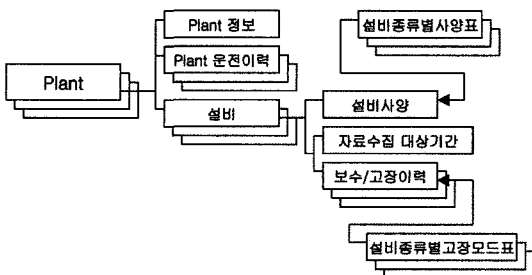 Plant 정보
설비종류별사양표
Plant 운전이력
Plant
설비
설비사양
자료수집 대상기간
보수/고장이력
설비종류별고장모드표